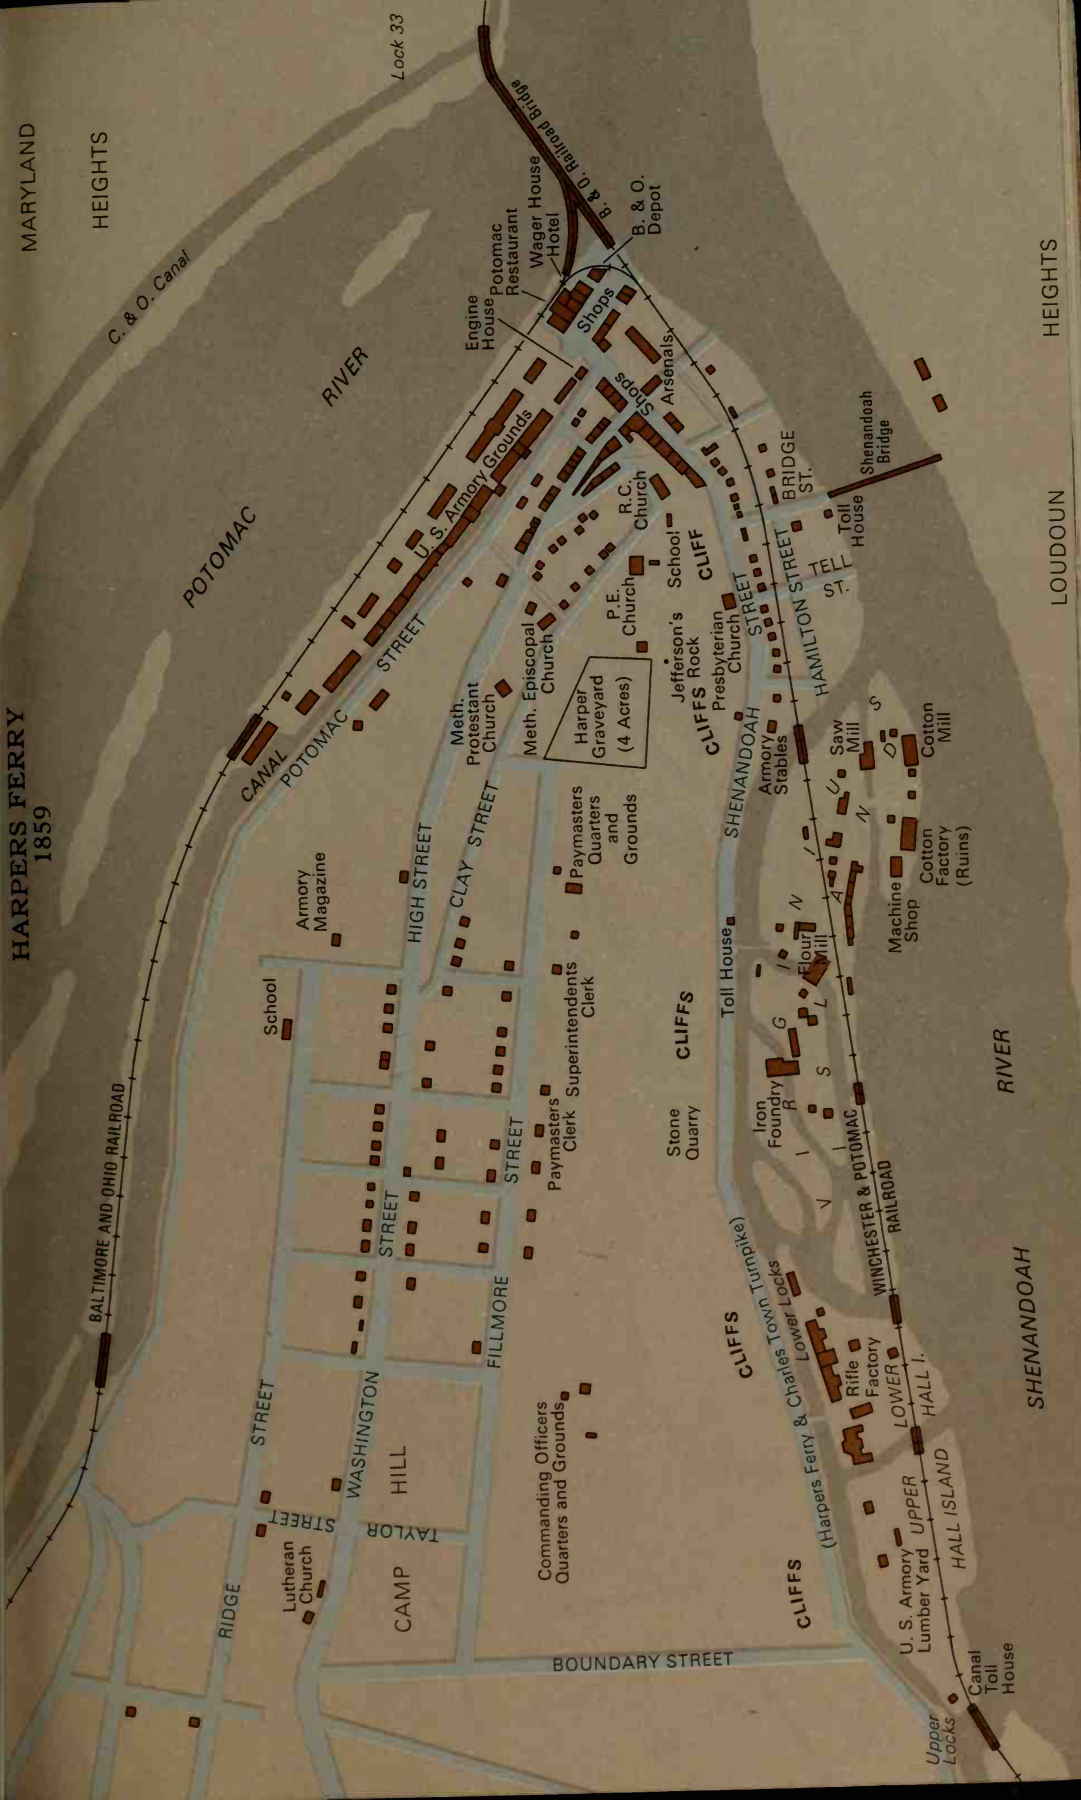 HARPERS FERRY
1859
MARYLAND
HEIGHTS
Lock 33
C. & O. Canal
B. & O. Railroad Bridge
Wager House
Hotel
Potomac
Restaurant
Engine
House
B. & O.
Depot
Shops
Shops
Arsenals
U. S. Armory Grounds
POTOMAC
RIVER
BALTIMORE AND OHIO RAILROAD
CANAL
POTOMAC
STREET
HIGH STREET
CLAY STREET
Meth.
Protestant
Church
Meth. Episcopal
Church
Harper
Graveyard
(4 Acres)
P.E.
Church
R.C.
Church
School
CLIFF
Jefferson's
Rock
CLIFFS
Presbyterian
Church
SHENANDOAH
STREET
HAMILTON STREET
TELL
ST.
BRIDGE
ST.
Toll
House
Shenandoah
Bridge
LOUDOUN
HEIGHTS
Armory
Stables
Saw
Mill
Cotton
Mill
Cotton
Factory
(Ruins)
Machine
Shop
Flour
Mill
Toll House
VIRGINIUS
ISLAND
Iron
Foundry
Armory
Magazine
School
Paymasters
Quarters
and
Grounds
Superintendents
Clerk
Paymasters
Clerk
CLIFFS
Stone
Quarry
CLIFFS
(Harpers Ferry & Charles Town Turnpike)
Lower Locks
WINCHESTER & POTOMAC
RAILROAD
SHENANDOAH
RIVER
Rifle
Factory
LOWER
HALL I.
UPPER
HALL ISLAND
U. S. Armory
Lumber Yard
CLIFFS
Commanding Officers
Quarters and Grounds
RIDGE
STREET
WASHINGTON
STREET
FILLMORE
STREET
TAYLOR
STREET
CAMP
HILL
Lutheran
Church
BOUNDARY STREET
Upper
Locks
Canal
Toll
House